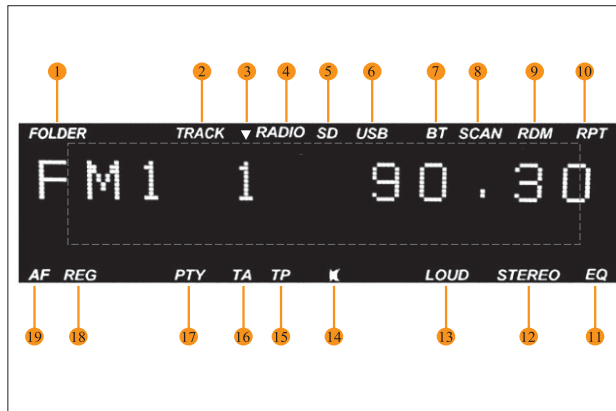 1 2 3 4 5 6 7 8 9 10
FOLDER TRACK ▼ RADIO SD USB BT SCAN RDM RPT
FM1 1 90.30
AF REG PTY TA TP LOUD STEREO EQ
19 18 17 16 15 14 13 12 11